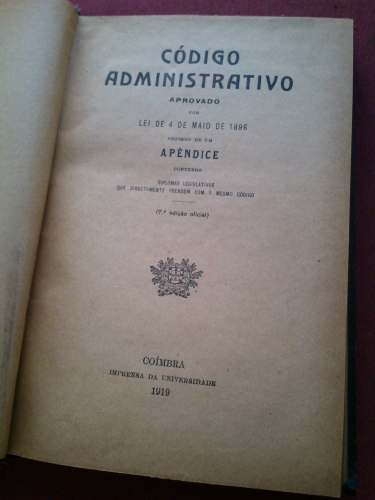 CÓDIGO
ADMINISTRATIVO
APROVADO
POR
LEI DE 4 DE MAIO DE 1896
SEGUIDO DE UM
APÊNDICE
CONTENDO
DIPLOMAS LEGISLATIVOS
QUE DIRECTAMENTE PRENDEM COM O MESMO CÓDIGO
(7.ª edição oficial)
COÍMBRA
IMPRENSA DA UNIVERSIDADE
1919